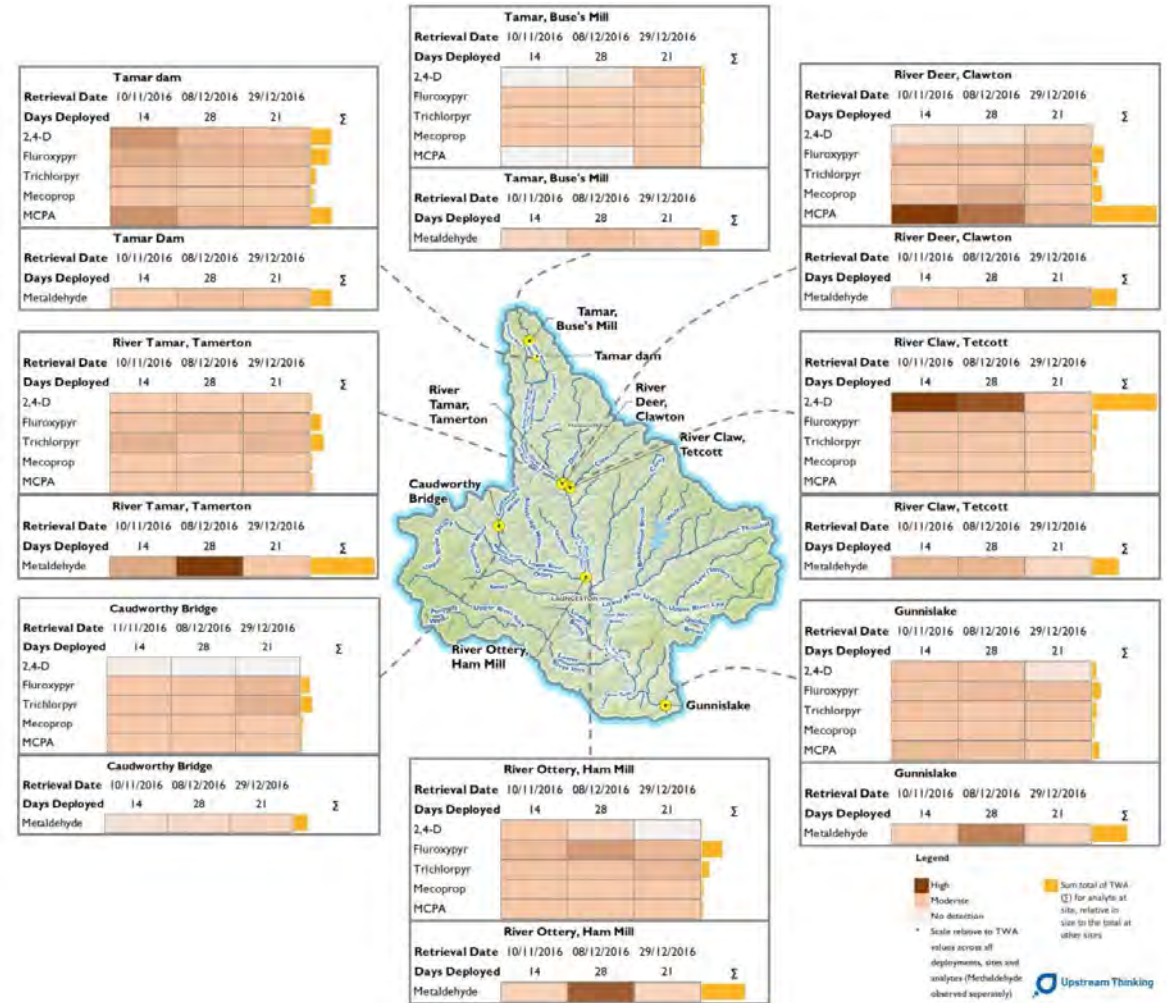 Tamar, Buse's Mill
Retrieval Date 10/11/2016 08/12/2016 29/12/2016
Days Deployed 14 28 21 Σ
2,4-D
Fluroxypyr
Trichlorpyr
Mecoprop
MCPA
Tamar, Buse's Mill
Retrieval Date 10/11/2016 08/12/2016 29/12/2016
Days Deployed 14 28 21 Σ
Metaldehyde
Tamar dam
Retrieval Date 10/11/2016 08/12/2016 29/12/2016
Days Deployed 14 28 21 Σ
2,4-D
Fluroxypyr
Trichlorpyr
Mecoprop
MCPA
Tamar Dam
Retrieval Date 10/11/2016 08/12/2016 29/12/2016
Days Deployed 14 28 21 Σ
Metaldehyde
River Deer, Clawton
Retrieval Date 10/11/2016 08/12/2016 29/12/2016
Days Deployed 14 28 21 Σ
2,4-D
Fluroxypyr
Trichlorpyr
Mecoprop
MCPA
River Deer, Clawton
Retrieval Date 10/11/2016 08/12/2016 29/12/2016
Days Deployed 14 28 21 Σ
Metaldehyde
River Tamar, Tamerton
Retrieval Date 10/11/2016 08/12/2016 29/12/2016
Days Deployed 14 28 21 Σ
2,4-D
Fluroxypyr
Trichlorpyr
Mecoprop
MCPA
River Tamar, Tamerton
Retrieval Date 10/11/2016 08/12/2016 29/12/2016
Days Deployed 14 28 21 Σ
Metaldehyde
Tamar,
Buse's Mill
Tamar dam
River
Tamar,
Tamerton
River
Deer,
Clawton
River Claw,
Tetcott
Caudworthy
Bridge
LAUNCESTON
River Ottery,
Ham Mill
Gunnislake
River Claw, Tetcott
Retrieval Date 10/11/2016 08/12/2016 29/12/2016
Days Deployed 14 28 21 Σ
2,4-D
Fluroxypyr
Trichlorpyr
Mecoprop
MCPA
River Claw, Tetcott
Retrieval Date 10/11/2016 08/12/2016 29/12/2016
Days Deployed 14 28 21 Σ
Metaldehyde
Caudworthy Bridge
Retrieval Date 11/11/2016 08/12/2016 29/12/2016
Days Deployed 14 28 21 Σ
2,4-D
Fluroxypyr
Trichlorpyr
Mecoprop
MCPA
Caudworthy Bridge
Retrieval Date 10/11/2016 08/12/2016 29/12/2016
Days Deployed 14 28 21 Σ
Metaldehyde
River Ottery, Ham Mill
Retrieval Date 10/11/2016 08/12/2016 29/12/2016
Days Deployed 14 28 21 Σ
2,4-D
Fluroxypyr
Trichlorpyr
Mecoprop
MCPA
River Ottery, Ham Mill
Retrieval Date 10/11/2016 08/12/2016 29/12/2016
Days Deployed 14 28 21 Σ
Metaldehyde
Gunnislake
Retrieval Date 10/11/2016 08/12/2016 29/12/2016
Days Deployed 14 28 21 Σ
2,4-D
Fluroxypyr
Trichlorpyr
Mecoprop
MCPA
Gunnislake
Retrieval Date 10/11/2016 08/12/2016 29/12/2016
Days Deployed 14 28 21 Σ
Metaldehyde
Legend
High
Moderate
No detection
* Scale relative to TWA
values across all
deployments, sites and
analytes (Methaldehyde
observed seperately)
Sum total of TWA
(Σ) for analyte at
site, relative in
size to the total at
other sites
Upstream Thinking